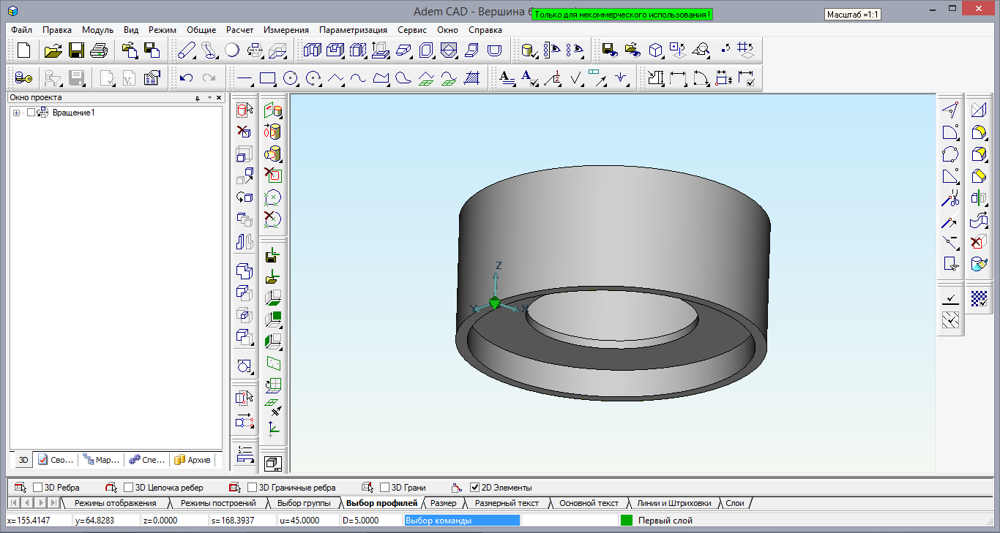 Adem CAD - Вершина б
Только для некоммерческого использования !
Масштаб =1:1
Файл Правка Модуль Вид Режим Общие Расчет Измерения Параметризация Сервис Окно Справка
Окно проекта
Вращение1
Z
Y X
3D Сво... Мар... Спе... Архив
3D Ребра 3D Цепочка ребер 3D Граничные ребра 3D Грани 2D Элементы
Режимы отображения Режимы построений Выбор группы Выбор профилей Размер Размерный текст Основной текст Линии и Штриховки Слои
x=155.4147 y=64.8283 z=0.0000 s=168.3937 u=45.0000 D=5.0000 Выбор команды Первый слой